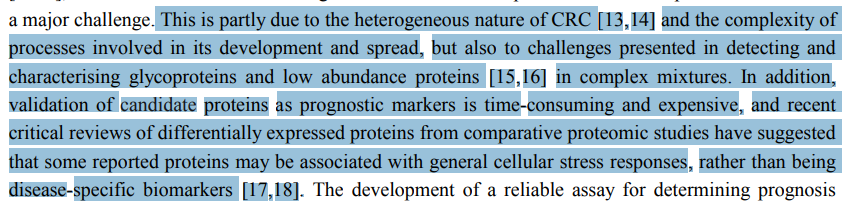 a major challenge. This is partly due to the heterogeneous nature of CRC [13,14] and the complexity of
processes involved in its development and spread, but also to challenges presented in detecting and
characterising glycoproteins and low abundance proteins [15,16] in complex mixtures. In addition,
validation of candidate proteins as prognostic markers is time-consuming and expensive, and recent
critical reviews of differentially expressed proteins from comparative proteomic studies have suggested
that some reported proteins may be associated with general cellular stress responses, rather than being
disease-specific biomarkers [17,18]. The development of a reliable assay for determining prognosis